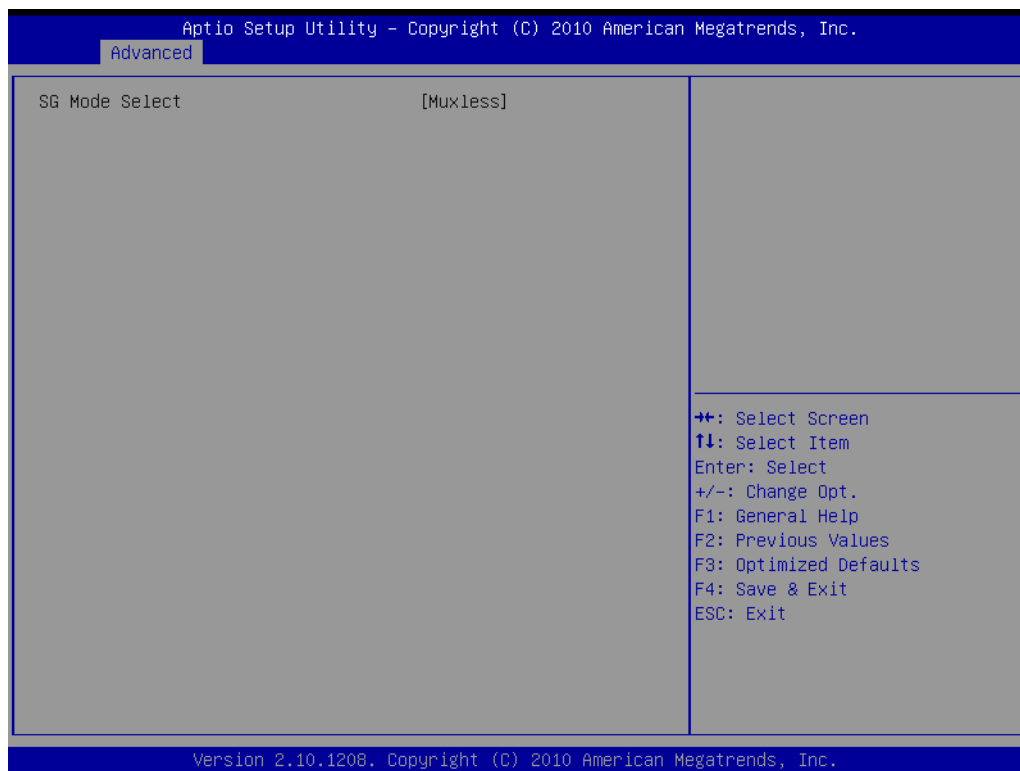 Aptio Setup Utility – Copyright (C) 2010 American Megatrends, Inc.
Advanced
SG Mode Select [Muxless]
→←: Select Screen
↑↓: Select Item
Enter: Select
+/-: Change Opt.
F1: General Help
F2: Previous Values
F3: Optimized Defaults
F4: Save & Exit
ESC: Exit
Version 2.10.1208. Copyright (C) 2010 American Megatrends, Inc.